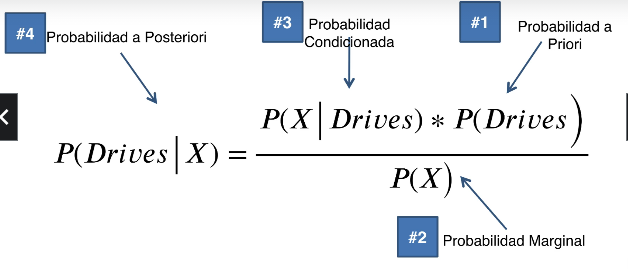 #4 Probabilidad a Posteriori
#3 Probabilidad
Condicionada
#1 Probabilidad a
Priori
P(Drives|X) = P(X|Drives) * P(Drives)
P(X)
#2 Probabilidad Marginal